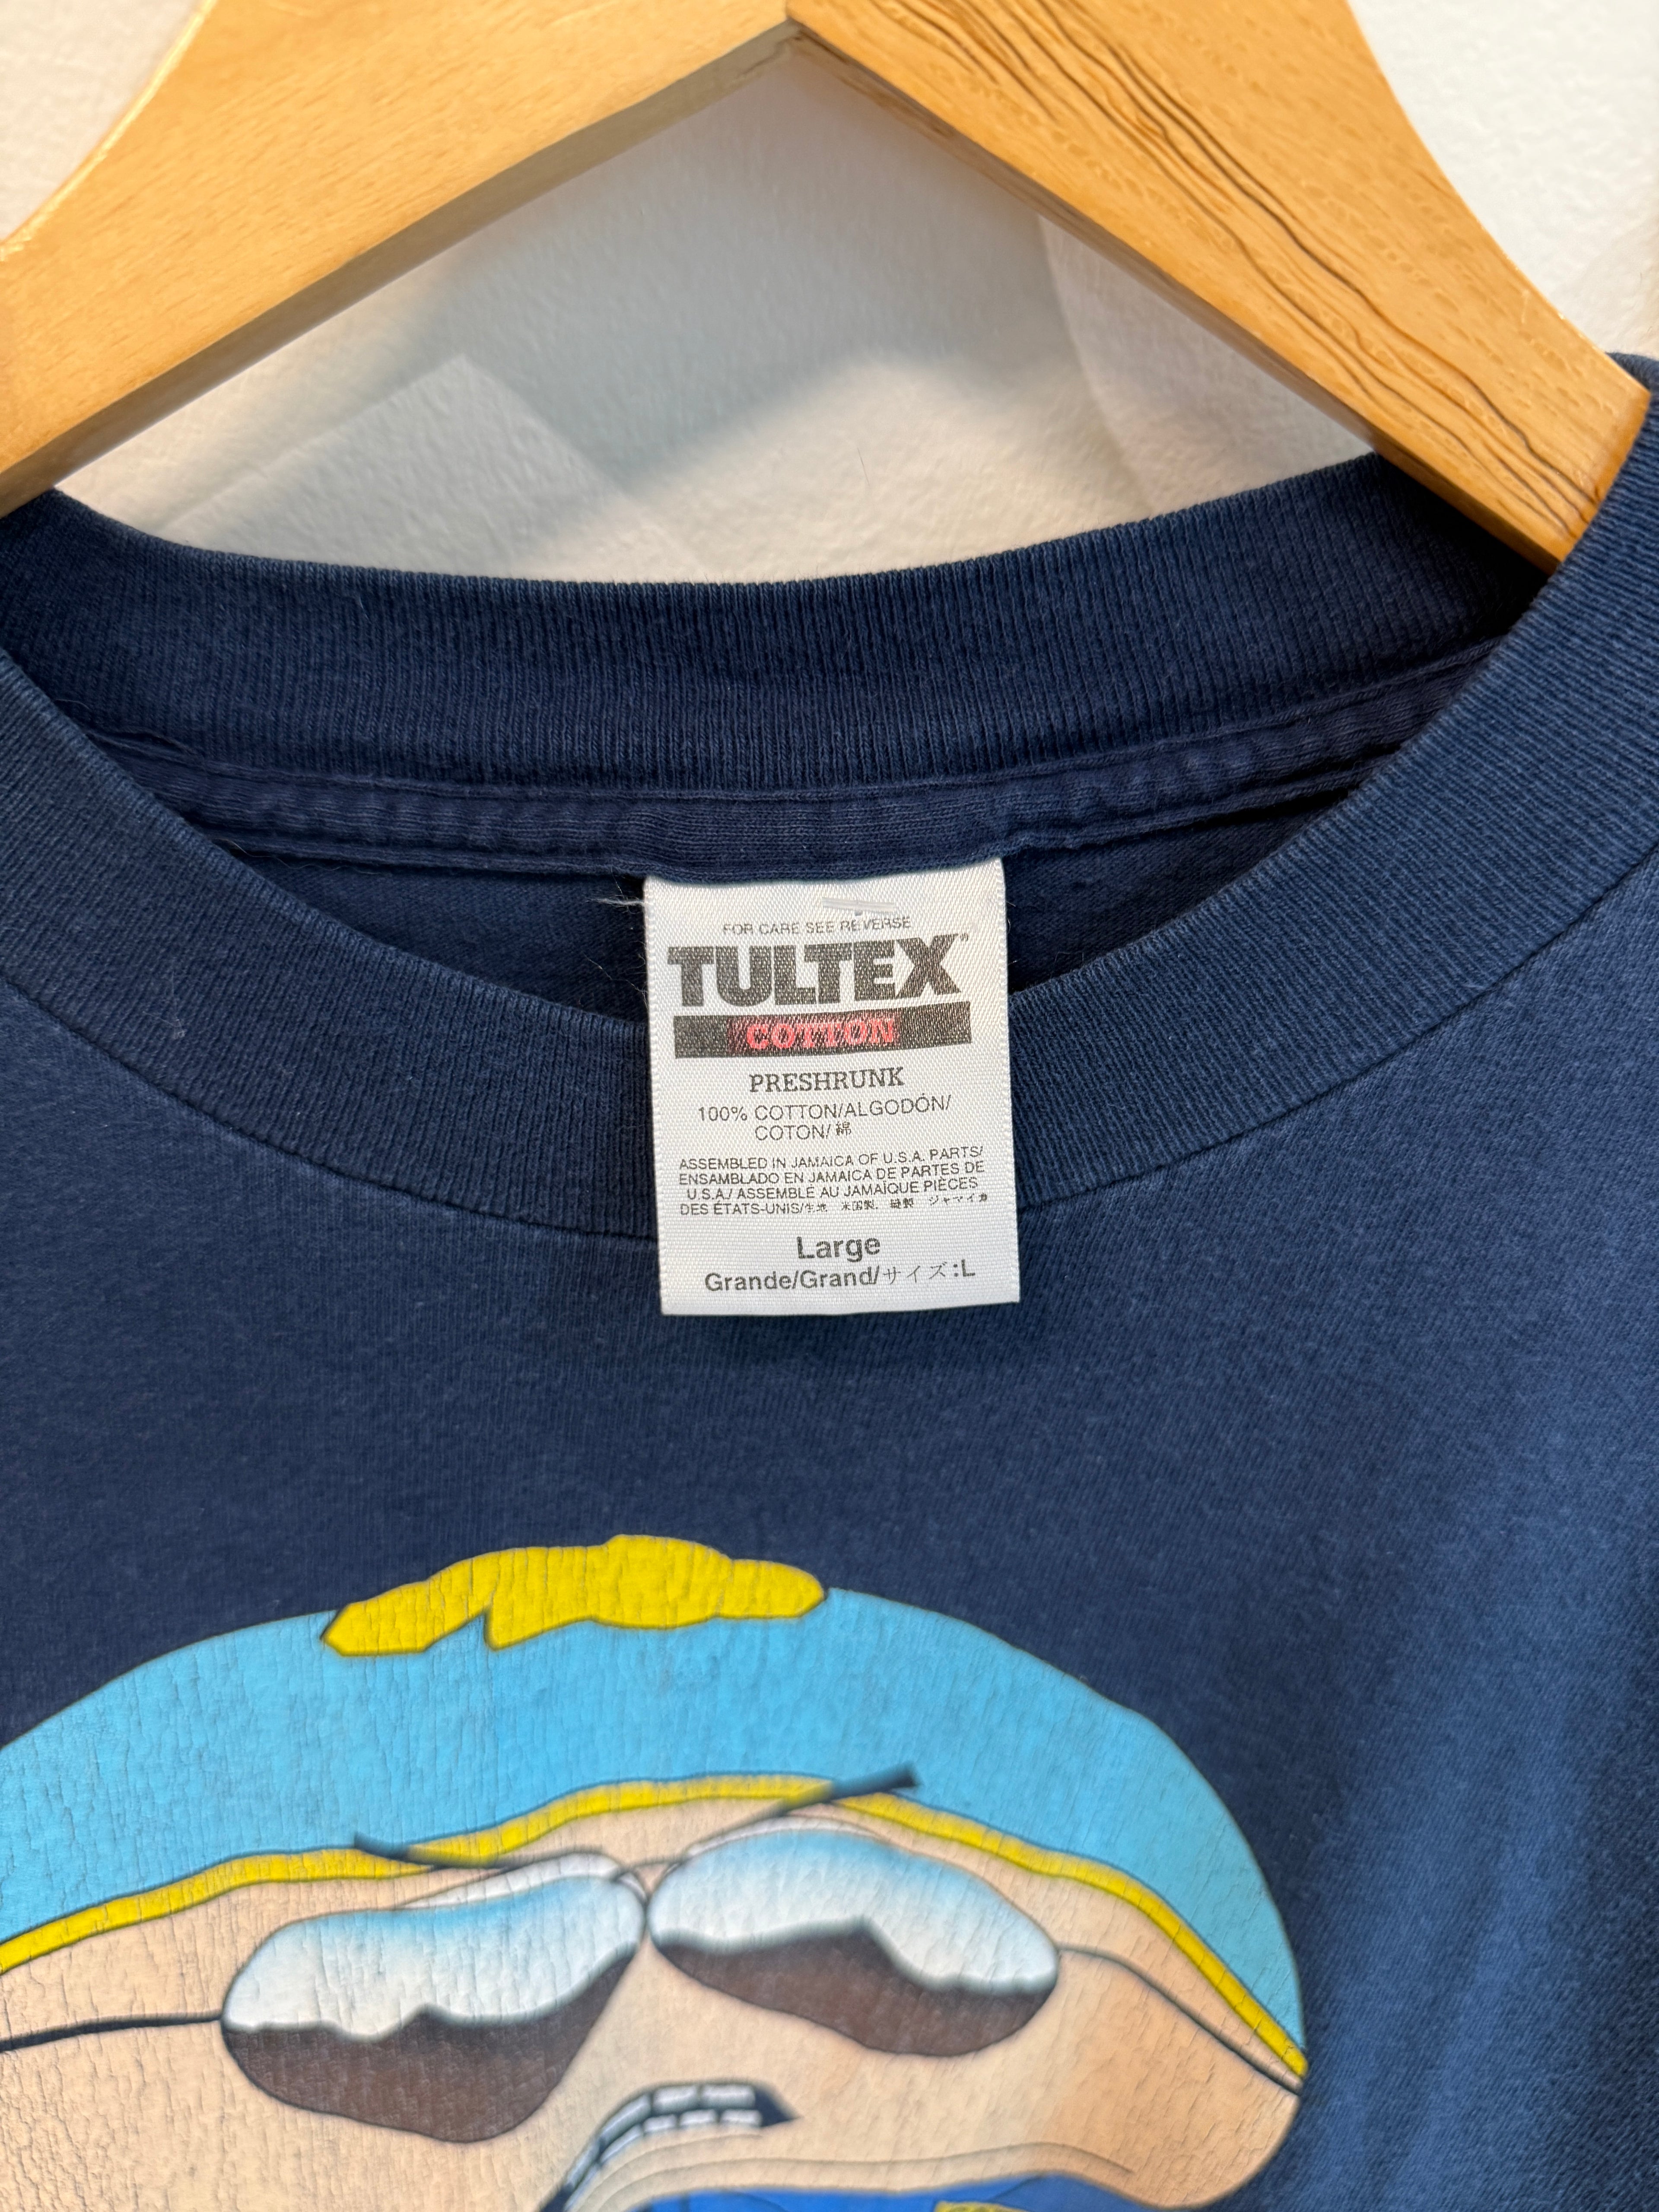 FOR CARE SEE REVERSE
TULTEX®
COTTON
PRESHRUNK
100% COTTON/ALGODÓN/
COTON/綿
ASSEMBLED IN JAMAICA OF U.S.A. PARTS/
ENSAMBLADO EN JAMAICA DE PARTES DE
U.S.A./ ASSEMBLÉ AU JAMAÏQUE PIÈCES
DES ÉTATS-UNIS/生地 米国製. 縫製 ジャマイカ
Large
Grande/Grand/サイズ:L